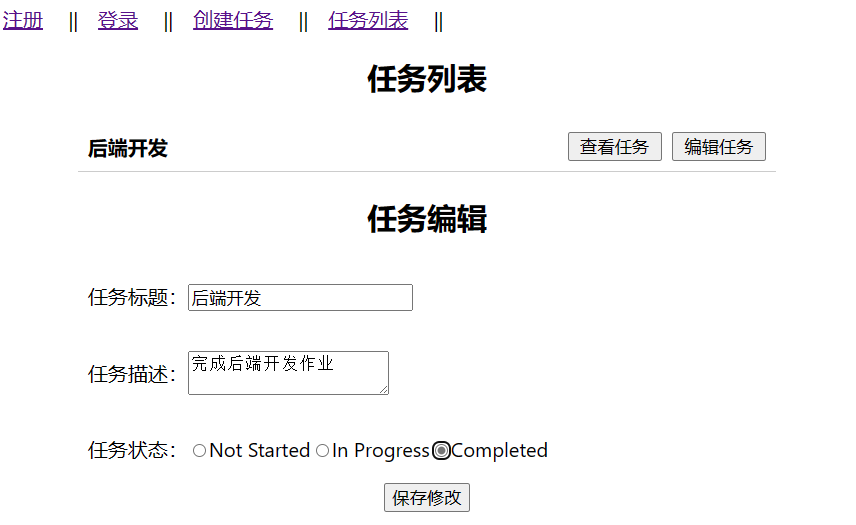 注册 || 登录 || 创建任务 || 任务列表 ||
任务列表
后端开发 查看任务 编辑任务
任务编辑
任务标题：后端开发
任务描述：完成后端开发作业
任务状态：Not Started In Progress Completed
保存修改